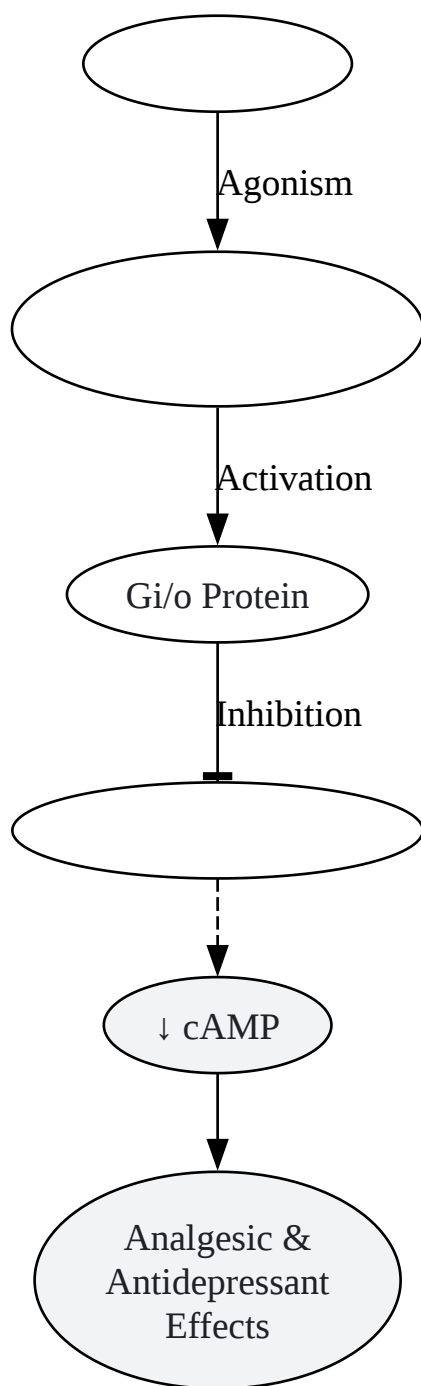 Agonism
Activation
Gi/o Protein
Inhibition
↓ cAMP
Analgesic &
Antidepressant
Effects